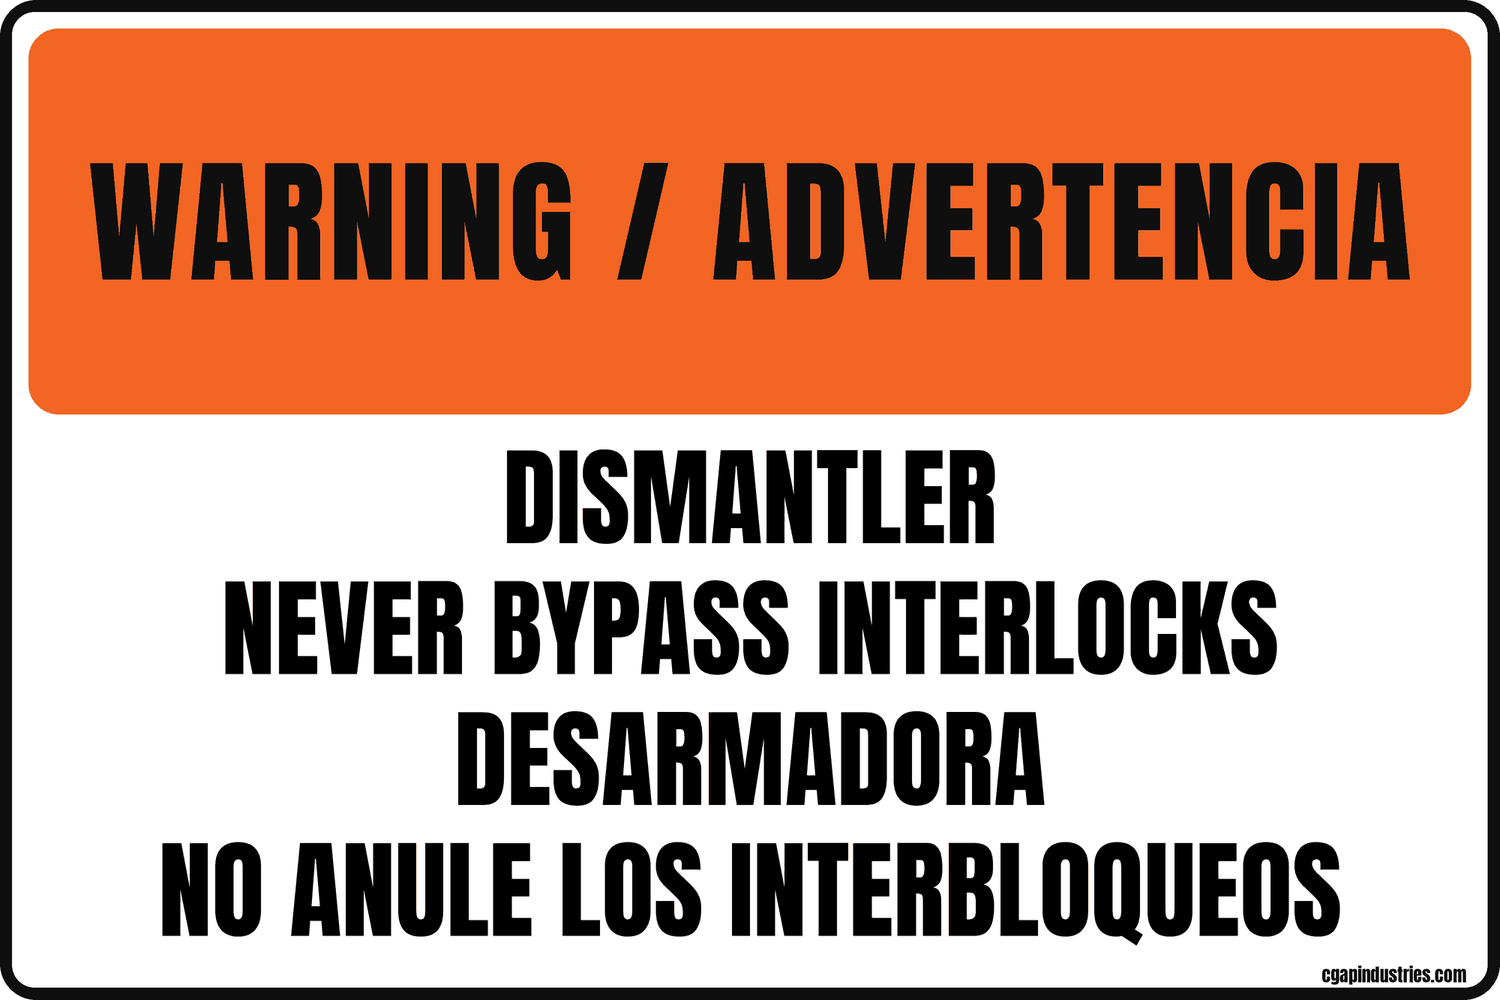 WARNING / ADVERTENCIA
DISMANTLER
NEVER BYPASS INTERLOCKS
DESARMADORA
NO ANULE LOS INTERBLOQUEOS
cgapindustries.com